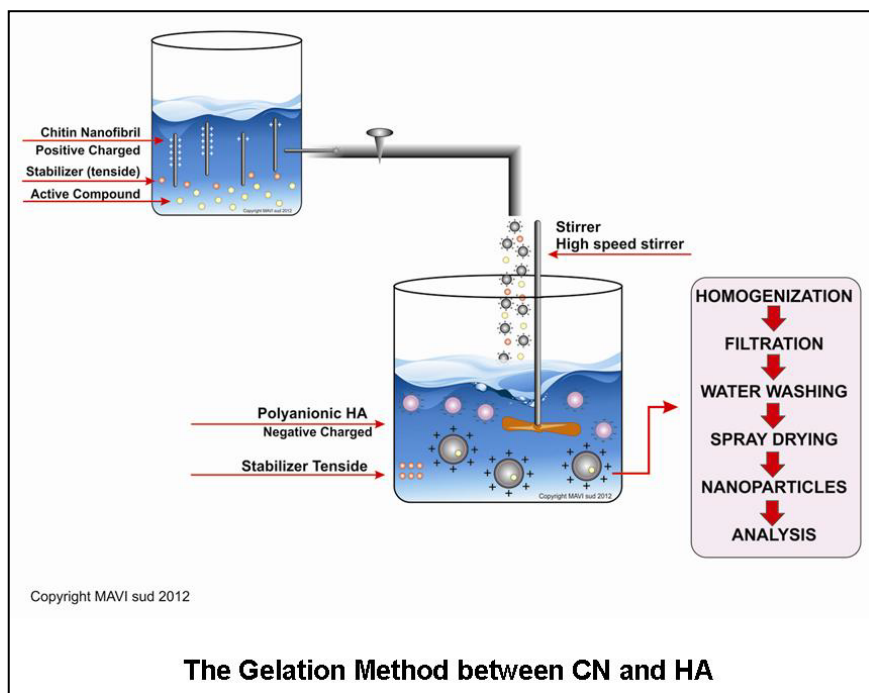 Chitin Nanofibril
Positive Charged
Stabilizer (tenside)
Active Compound
Copyright MAVI sud 2012
Stirrer
High speed stirrer
Polyanionic HA
Negative Charged
Stabilizer Tenside
Copyright MAVI sud 2012
HOMOGENIZATION
FILTRATION
WATER WASHING
SPRAY DRYING
NANOPARTICLES
ANALYSIS
Copyright MAVI sud 2012
The Gelation Method between CN and HA